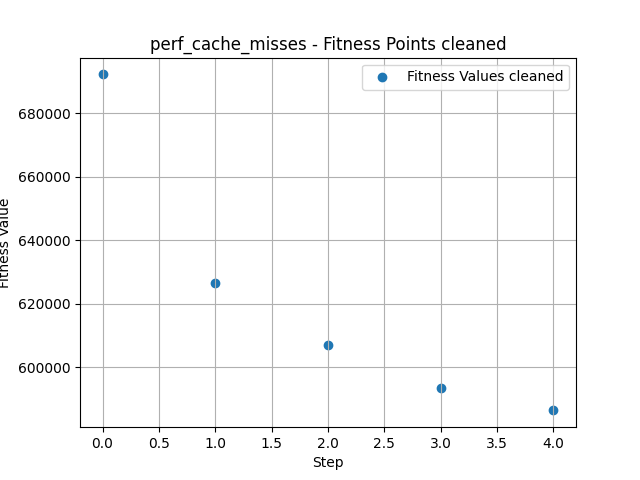 perf_cache_misses - Fitness Points cleaned
Fitness Values cleaned
Fitness Value
680000
660000
640000
620000
600000
0.0 0.5 1.0 1.5 2.0 2.5 3.0 3.5 4.0
Step